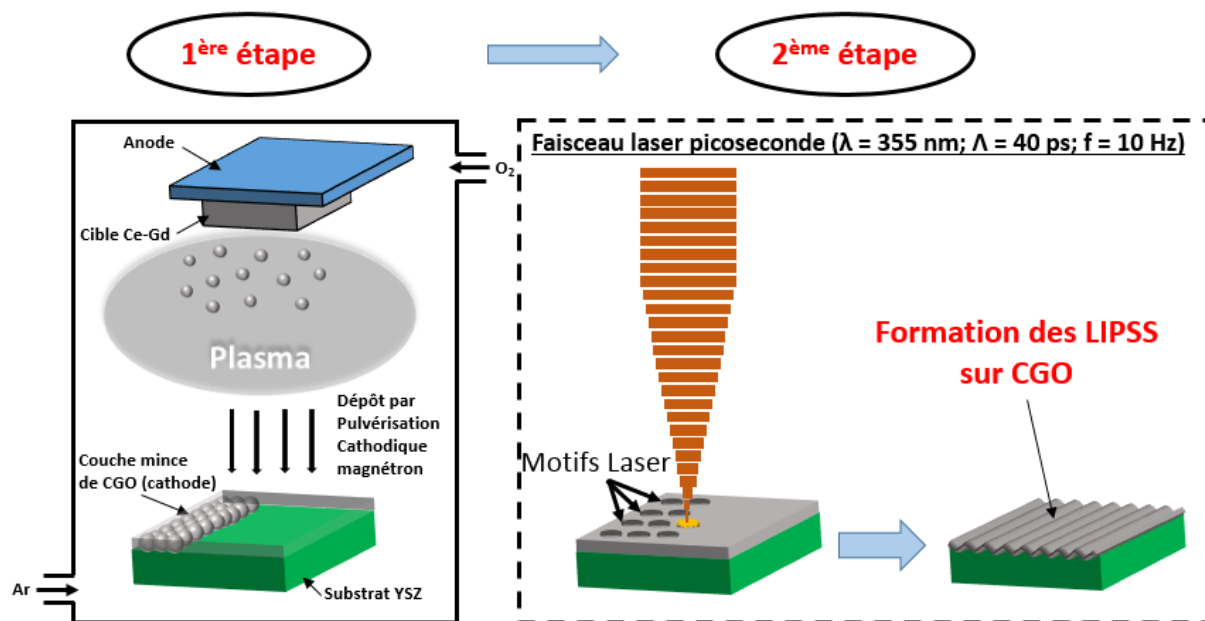 1ère étape
2ème étape
Anode
O₂
Cible Ce-Gd
Plasma
Dépôt par
Pulvérisation
Cathodique
magnétron
Couche mince
de CGO (cathode)
Ar
Substrat YSZ
Faisceau laser picoseconde (λ = 355 nm; Λ = 40 ps; f = 10 Hz)
Motifs Laser
Formation des LIPSS
sur CGO